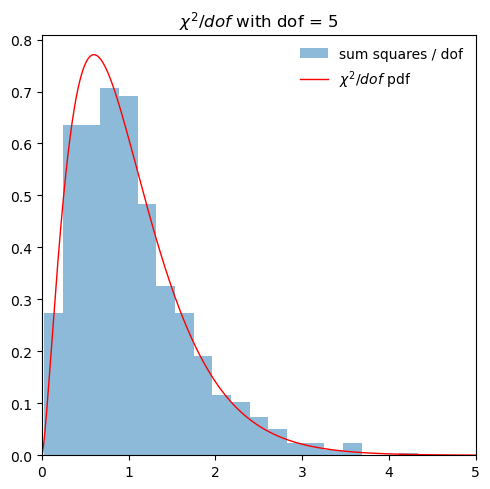 χ²/dof with dof = 5
sum squares / dof
χ²/dof pdf
0.8
0.7
0.6
0.5
0.4
0.3
0.2
0.1
0.0
0 1 2 3 4 5